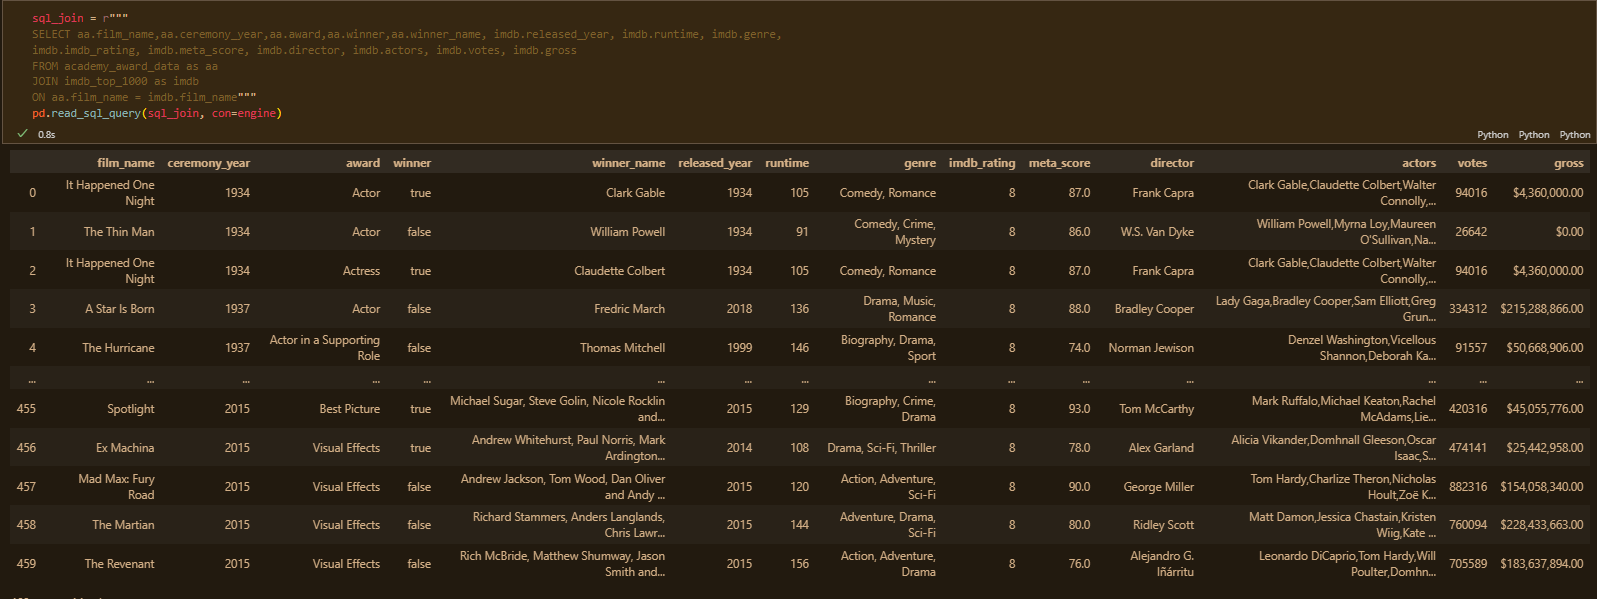 sql_join = r"""
SELECT aa.film_name,aa.ceremony_year,aa.award,aa.winner,aa.winner_name, imdb.released_year, imdb.runtime, imdb.genre,
imdb.imdb_rating, imdb.meta_score, imdb.director, imdb.actors, imdb.votes, imdb.gross
FROM academy_award_data as aa
JOIN imdb_top_1000 as imdb
ON aa.film_name = imdb.film_name"""
pd.read_sql_query(sql_join, con=engine)
✓ 0.8s
Python Python Python
film_name ceremony_year award winner winner_name released_year runtime genre imdb_rating meta_score director actors votes gross
0 It Happened One Night 1934 Actor true Clark Gable 1934 105 Comedy, Romance 8 87.0 Frank Capra Clark Gable,Claudette Colbert,Walter Connolly,... 94016 $4,360,000.00
1 The Thin Man 1934 Actor false William Powell 1934 91 Comedy, Crime, Mystery 8 86.0 W.S. Van Dyke William Powell,Myrna Loy,Maureen O'Sullivan,Na... 26642 $0.00
2 It Happened One Night 1934 Actress true Claudette Colbert 1934 105 Comedy, Romance 8 87.0 Frank Capra Clark Gable,Claudette Colbert,Walter Connolly,... 94016 $4,360,000.00
3 A Star Is Born 1937 Actor false Fredric March 2018 136 Drama, Music, Romance 8 88.0 Bradley Cooper Lady Gaga,Bradley Cooper,Sam Elliott,Greg Grun... 334312 $215,288,866.00
4 The Hurricane 1937 Actor in a Supporting Role false Thomas Mitchell 1999 146 Biography, Drama, Sport 8 74.0 Norman Jewison Denzel Washington,Vicellous Shannon,Deborah Ka... 91557 $50,668,906.00
... ... ... ... ... ... ... ... ... ... ... ... ... ... ...
455 Spotlight 2015 Best Picture true Michael Sugar, Steve Golin, Nicole Rocklin and... 2015 129 Biography, Crime, Drama 8 93.0 Tom McCarthy Mark Ruffalo,Michael Keaton,Rachel McAdams,Lie... 420316 $45,055,776.00
456 Ex Machina 2015 Visual Effects true Andrew Whitehurst, Paul Norris, Mark Ardington... 2014 108 Drama, Sci-Fi, Thriller 8 78.0 Alex Garland Alicia Vikander,Domhnall Gleeson,Oscar Isaac,S... 474141 $25,442,958.00
457 Mad Max: Fury Road 2015 Visual Effects false Andrew Jackson, Tom Wood, Dan Oliver and Andy ... 2015 120 Action, Adventure, Sci-Fi 8 90.0 George Miller Tom Hardy,Charlize Theron,Nicholas Hoult,Zoë K... 882316 $154,058,340.00
458 The Martian 2015 Visual Effects false Richard Stammers, Anders Langlands, Chris Lawr... 2015 144 Adventure, Drama, Sci-Fi 8 80.0 Ridley Scott Matt Damon,Jessica Chastain,Kristen Wiig,Kate ... 760094 $228,433,663.00
459 The Revenant 2015 Visual Effects false Rich McBride, Matthew Shumway, Jason Smith and... 2015 156 Action, Adventure, Drama 8 76.0 Alejandro G. Iñárritu Leonardo DiCaprio,Tom Hardy,Will Poulter,Domhn... 705589 $183,637,894.00